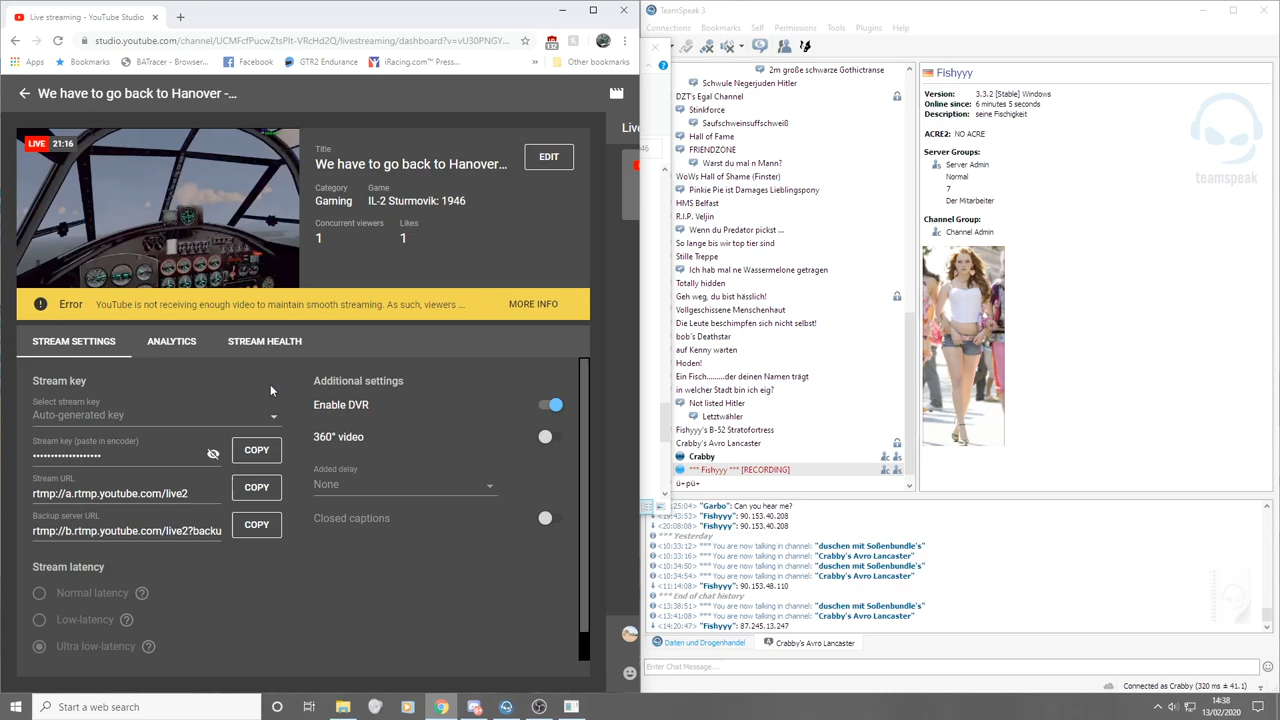 Live streaming - YouTube Studio
studio.youtube.com/channel/UCMFcfPucwZtsPlt-VRcHd2Q/livestreaming/dashboard?v=vU30PNGY...
132
Apps
Bookmarks
BATracer - Browser...
Facebook
GTR2 Endurance
iRacing.com™ Press...
»
Other bookmarks
We have to go back to Hanover -...
LIVE 21:16
Title
We have to go back to Hanover...
EDIT
Category
Game
Gaming
IL-2 Sturmovik: 1946
Concurrent viewers
Likes
1
1
Error
YouTube is not receiving enough video to maintain smooth streaming. As such, viewers ...
MORE INFO
STREAM SETTINGS
ANALYTICS
STREAM HEALTH
Stream key
Select stream key
Auto-generated key
Stream key (paste in encoder)
••••••••••••••••••
COPY
Stream URL
rtmp://a.rtmp.youtube.com/live2
COPY
Backup server URL
rtmp://b.rtmp.youtube.com/live2?backu
COPY
Stream latency
Normal latency
Low-latency
Ultra low-latency
Additional settings
Enable DVR
360° video
Added delay
None
Closed captions
Liv
46
TeamSpeak 3
Connections
Bookmarks
Self
Permissions
Tools
Plugins
Help
2m große schwarze Gothictranse
Schwule Negerjuden Hitler
DZT's Egal Channel
Stinkforce
Saufschweinsuffschweiß
Hall of Fame
FRIENDZONE
Warst du mal n Mann?
WoWs Hall of Shame (Finster)
Pinkie Pie ist Damages Lieblingspony
HMS Belfast
R.I.P. Veljin
Wenn du Predator pickst ...
So lange bis wir top tier sind
Stille Treppe
Ich hab mal ne Wassermelone getragen
Totally hidden
Geh weg, du bist hässlich!
Vollgeschissene Menschenhaut
Die Leute beschimpfen sich nicht selbst!
bob's Deathstar
auf Kenny warten
Hoden!
Ein Fisch.........der deinen Namen trägt
in welcher Stadt bin ich eig?
Not listed Hitler
Letztwähler
Fishyyy's B-52 Stratofortress
Crabby's Avro Lancaster
Crabby
*** Fishyyy *** [RECORDING]
ü+pü+
Fishyyy
Version: 3.3.2 [Stable] Windows
Online since: 6 minutes 5 seconds
Description: seine Fischigkeit
ACRE2: NO ACRE
Server Groups:
Server Admin
Normal
7
Der Mitarbeiter
Channel Group:
Channel Admin
teamspeak
:25:04> "Garbo: Can you hear me?
<19:43:53> "Fishyyy": 90.153.40.208
<20:08:08> "Fishyyy": 90.153.40.208
*** Yesterday
<10:33:12> *** You are now talking in channel: "duschen mit Soßenbundle's"
<10:33:16> *** You are now talking in channel: "Crabby's Avro Lancaster"
<10:34:50> *** You are now talking in channel: "duschen mit Soßenbundle's"
<10:34:54> *** You are now talking in channel: "Crabby's Avro Lancaster"
<11:14:08> "Fishyyy": 90.153.48.110
*** End of chat history
<13:38:51> *** You are now talking in channel: "duschen mit Soßenbundle's"
<13:41:08> *** You are now talking in channel: "Crabby's Avro Lancaster"
<14:20:47> "Fishyyy": 87.245.13.247
Daten und Drogenhandel
Crabby's Avro Lancaster
Enter Chat Message...
Connected as Crabby (320 ms ± 41.1)
Start a web search
14:38
13/02/2020